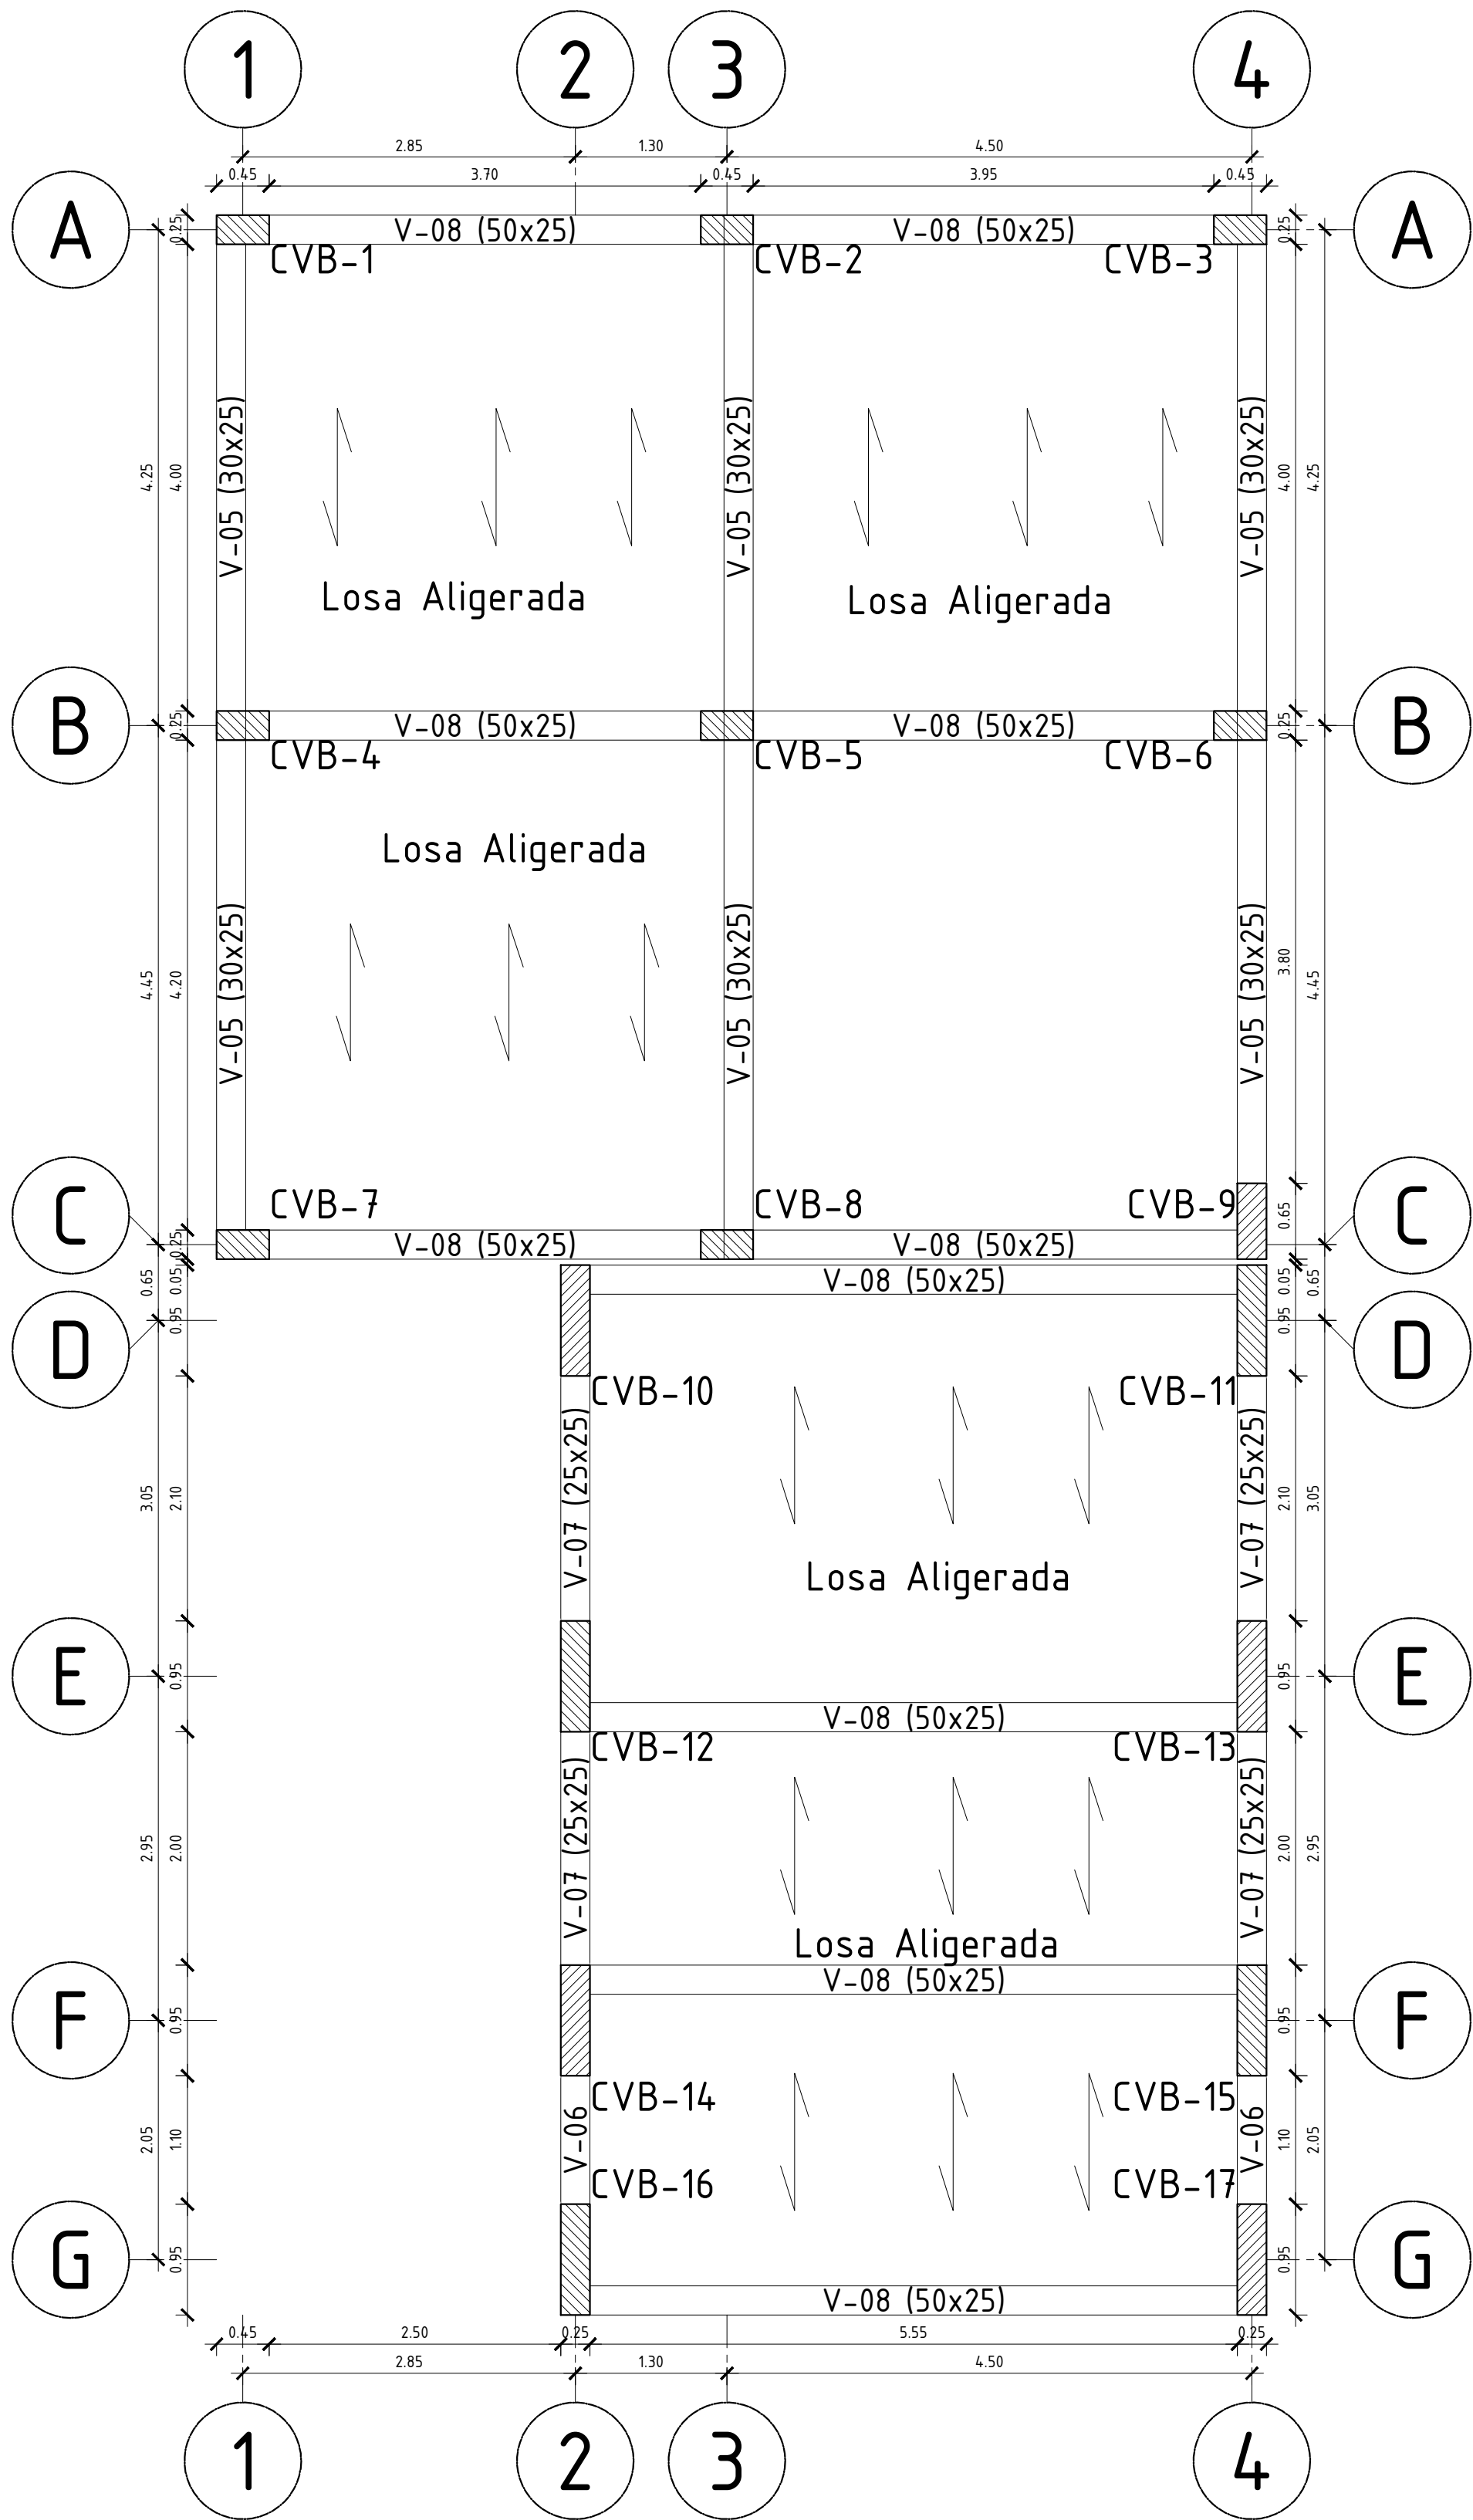 1 2 3 4
2.85 1.30 4.50
0.45 3.70 0.45 3.95 0.45
A 0.25 V-08 (50x25) V-08 (50x25) 0.25 A
CVB-1 CVB-2 CVB-3
4.25 4.00 V-05 (30x25) V-05 (30x25) V-05 (30x25) 4.00 4.25
Losa Aligerada Losa Aligerada
B 0.25 V-08 (50x25) V-08 (50x25) 0.25 B
CVB-4 CVB-5 CVB-6
Losa Aligerada
4.45 4.20 V-05 (30x25) V-05 (30x25) V-05 (30x25) 3.80 4.45
CVB-7 CVB-8 CVB-9 0.65
C 0.25 V-08 (50x25) V-08 (50x25) C
0.65 0.05 V-08 (50x25) 0.05 0.65
D 0.95 0.95 D
CVB-10 CVB-11
3.05 2.10 V-07 (25x25) V-07 (25x25) 2.10 3.05
Losa Aligerada
E 0.95 0.95 E
V-08 (50x25)
CVB-12 CVB-13
2.95 2.00 V-07 (25x25) V-07 (25x25) 2.00 2.95
Losa Aligerada
V-08 (50x25)
F 0.95 0.95 F
CVB-14 CVB-15
2.05 1.10 V-06 V-06 1.10 2.05
CVB-16 CVB-17
G 0.95 0.95 G
V-08 (50x25)
0.45 2.50 0.25 5.55 0.25
2.85 1.30 4.50
1 2 3 4